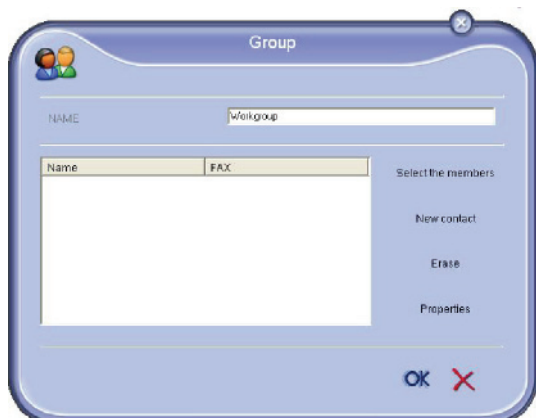 Group
NAME
Workgroup
Name FAX
Select the members
New contact
Erase
Properties
OK